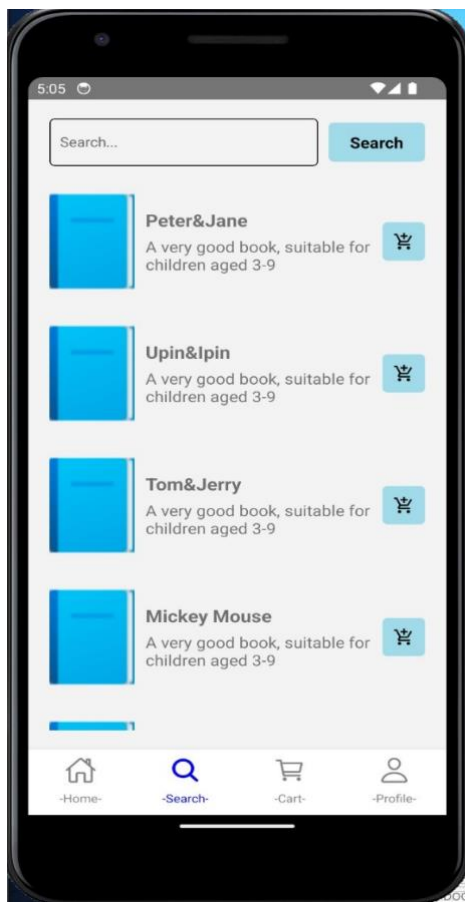 5:05
Search...
Search
Peter&Jane
A very good book, suitable for
children aged 3-9
Upin&Ipin
A very good book, suitable for
children aged 3-9
Tom&Jerry
A very good book, suitable for
children aged 3-9
Mickey Mouse
A very good book, suitable for
children aged 3-9
-Home-
-Search-
-Cart-
-Profile-